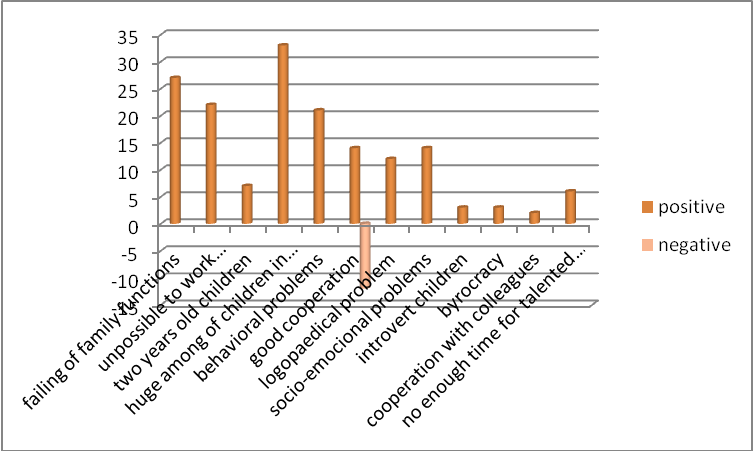 35
30
25
20
15
10
5
0
-5
-10
-15
failing of family functions
unpossible to work...
two years old children
huge among of children in...
behavioral problems
good cooperation
logopaedical problem
socio-emocional problems
introvert children
byrocracy
cooperation with colleagues
no enough time for talented...
positive
negative